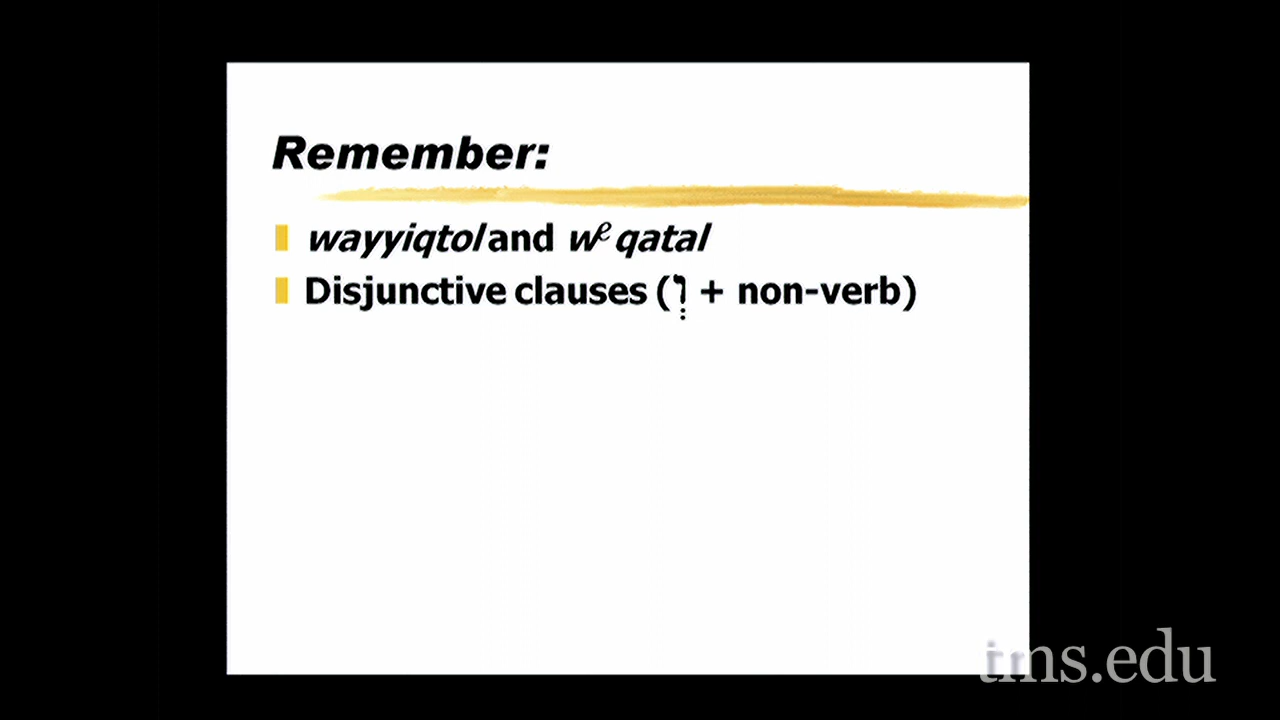 Remember:
wayyiqtol and wᵉqatal
Disjunctive clauses (וְ + non-verb)
tms.edu